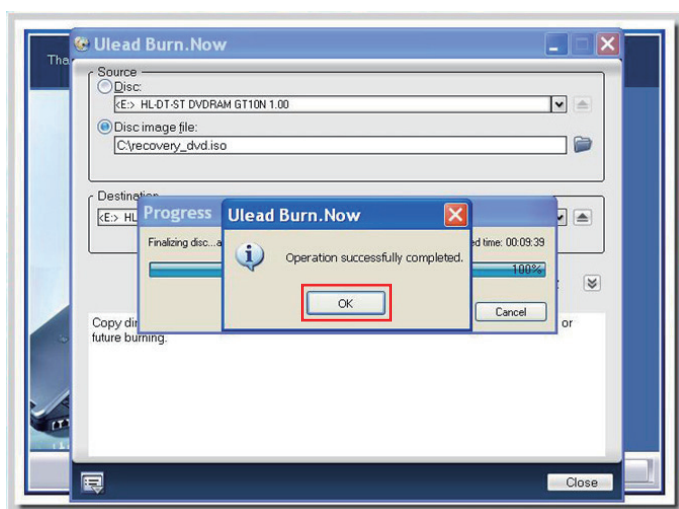 Ulead Burn.Now
Tha
Source
Disc:
<E:> HL-DT-ST DVDRAM GT10N 1.00
Disc image file:
C:\recovery_dvd.iso
Destination
<E:> HL
Progress
Finalizing disc...a
ed time: 00:09:39
100%
Cancel
Ulead Burn.Now
Operation successfully completed.
OK
Copy dir
or
future burning.
Close